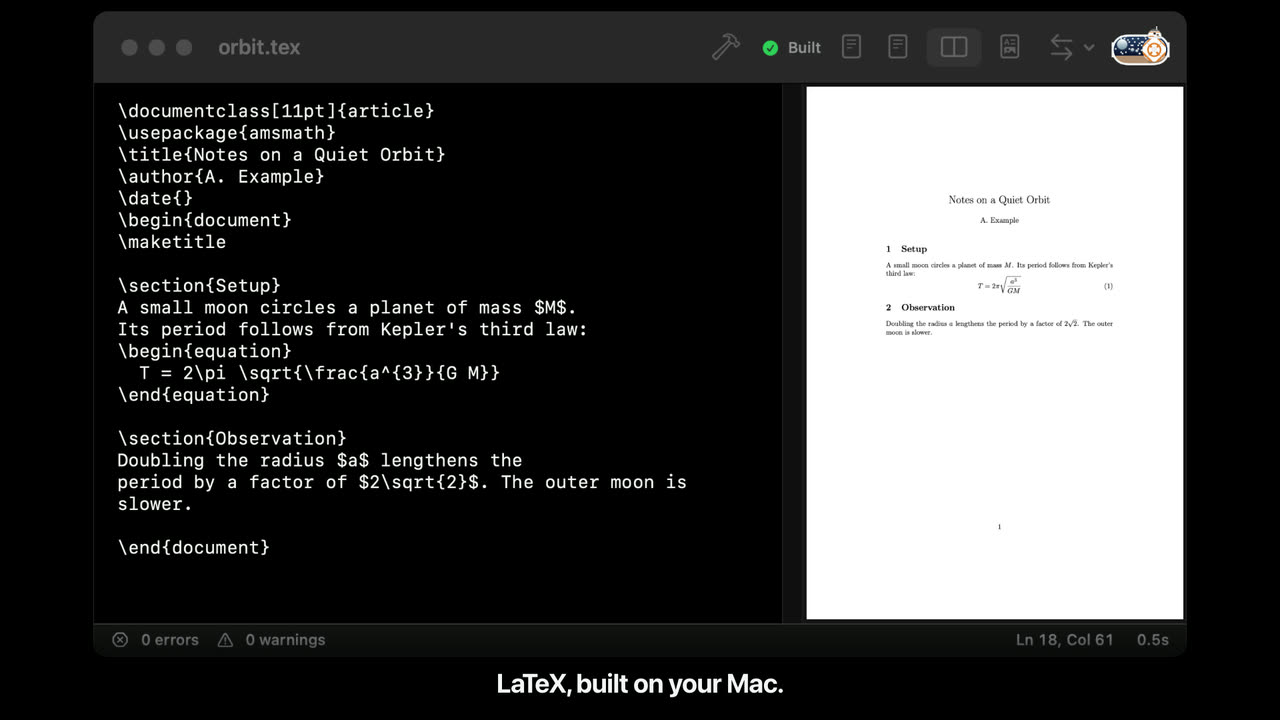 orbit.tex
Built
\documentclass[11pt]{article}
\usepackage{amsmath}
\title{Notes on a Quiet Orbit}
\author{A. Example}
\date{}
\begin{document}
\maketitle
\section{Setup}
A small moon circles a planet of mass $M$.
Its period follows from Kepler's third law:
\begin{equation}
T = 2\pi \sqrt{\frac{a^{3}}{G M}}
\end{equation}
\section{Observation}
Doubling the radius $a$ lengthens the
period by a factor of $2\sqrt{2}$. The outer moon is
slower.
\end{document}
Notes on a Quiet Orbit
A. Example
1 Setup
A small moon circles a planet of mass M. Its period follows from Kepler's
third law:
T = 2π√(a³/GM) (1)
2 Observation
Doubling the radius a lengthens the period by a factor of 2√2. The outer
moon is slower.
1
0 errors 0 warnings
Ln 18, Col 61 0.5s
LaTeX, built on your Mac.